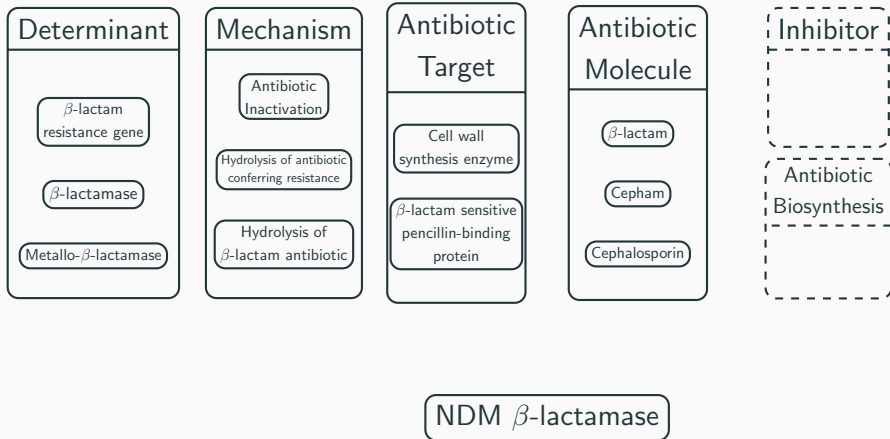 Determinant
β-lactam
resistance gene
β-lactamase
Metallo-β-lactamase
Mechanism
Antibiotic
Inactivation
Hydrolysis of antibiotic
conferring resistance
Hydrolysis of
β-lactam antibiotic
Antibiotic
Target
Cell wall
synthesis enzyme
β-lactam sensitive
pencillin-binding
protein
Antibiotic
Molecule
β-lactam
Cepham
Cephalosporin
Inhibitor
Antibiotic
Biosynthesis
NDM β-lactamase